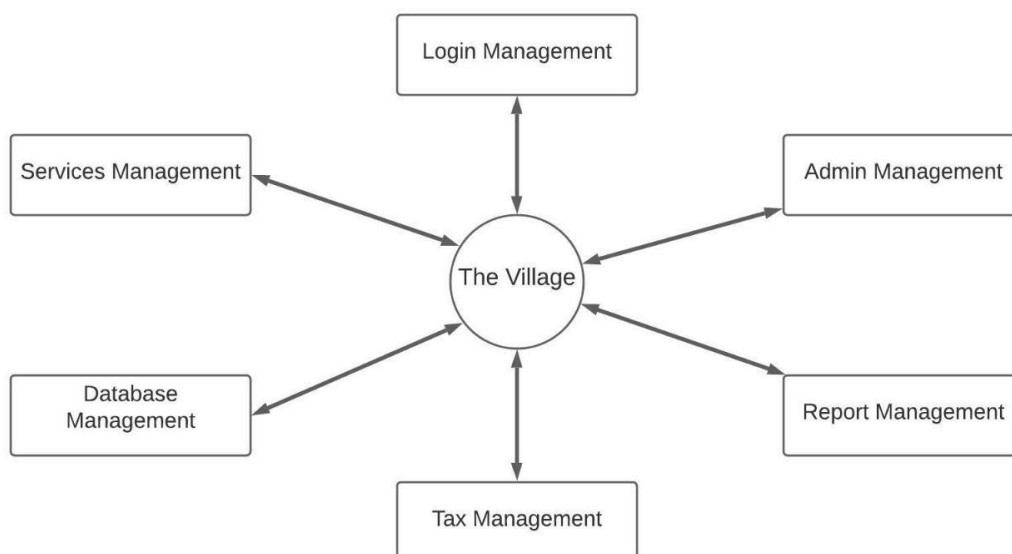 Login Management
Services Management
Admin Management
The Village
Database
Management
Report Management
Tax Management